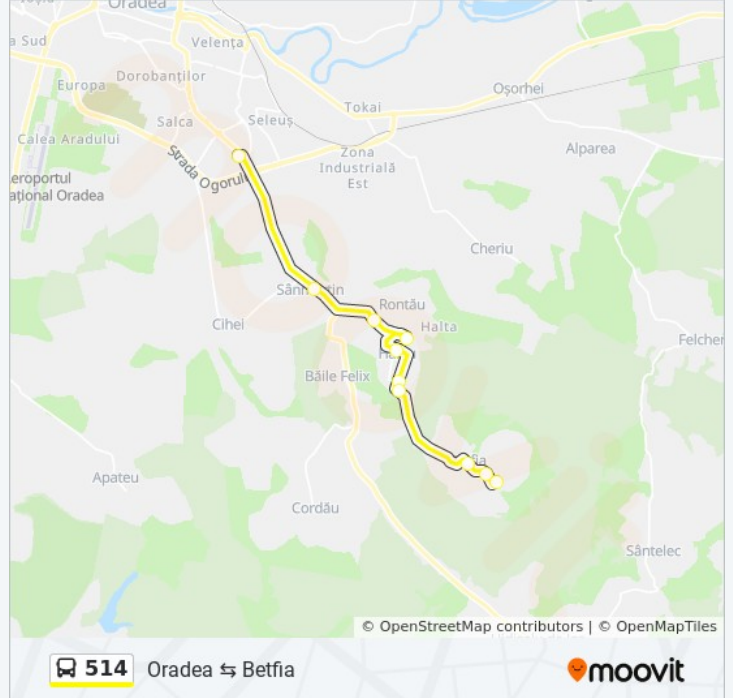 Oradea
a Sud
Velența
Dorobanților
Europa
Oșorhei
Tokai
Salca
Seleuș
Calea Aradului
Zona
Industrială
Est
Alparea
Strada Ogorului
eroportul
ațional Oradea
Cheriu
Sânmartin
Rontău
Halta
Cihei
Felcher
Băile Felix
Apateu
Cordău
Sântelec
© OpenStreetMap contributors | © OpenMapTiles
514 Oradea ⇆ Betfia
moovit